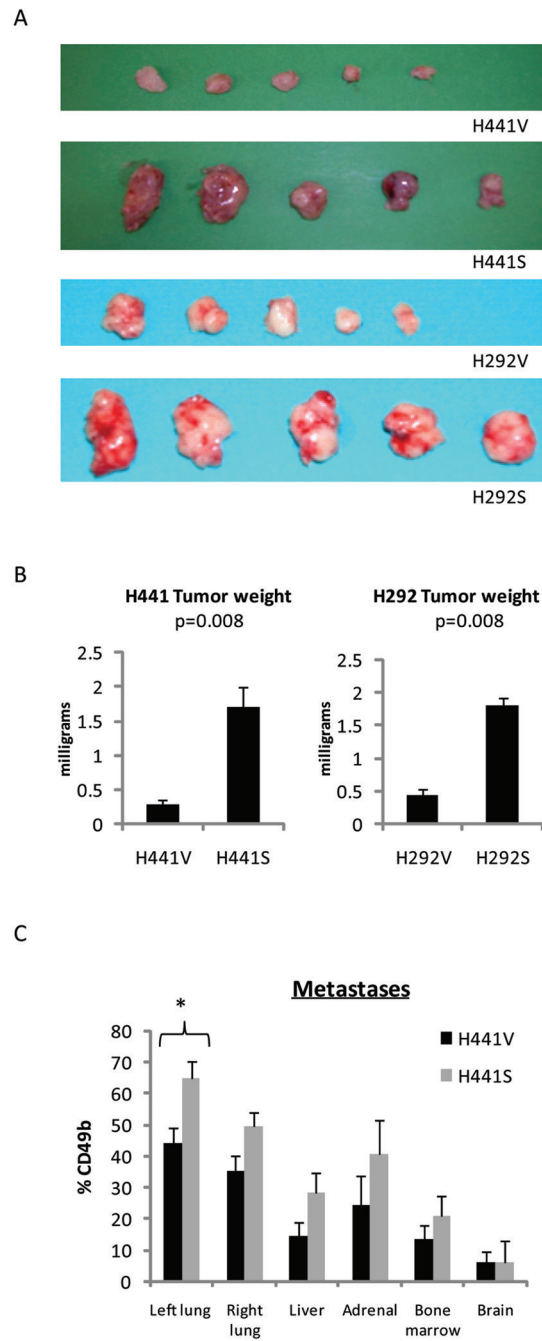 A
H441V
H441S
H292V
H292S
B
H441 Tumor weight
p=0.008
milligrams
2.5
2
1.5
1
0.5
0
H441V H441S
H292 Tumor weight
p=0.008
milligrams
2.5
2
1.5
1
0.5
0
H292V H292S
C
Metastases
*
H441V
H441S
% CD49b
80
70
60
50
40
30
20
10
0
Left lung
Right
lung
Liver
Adrenal
Bone
marrow
Brain